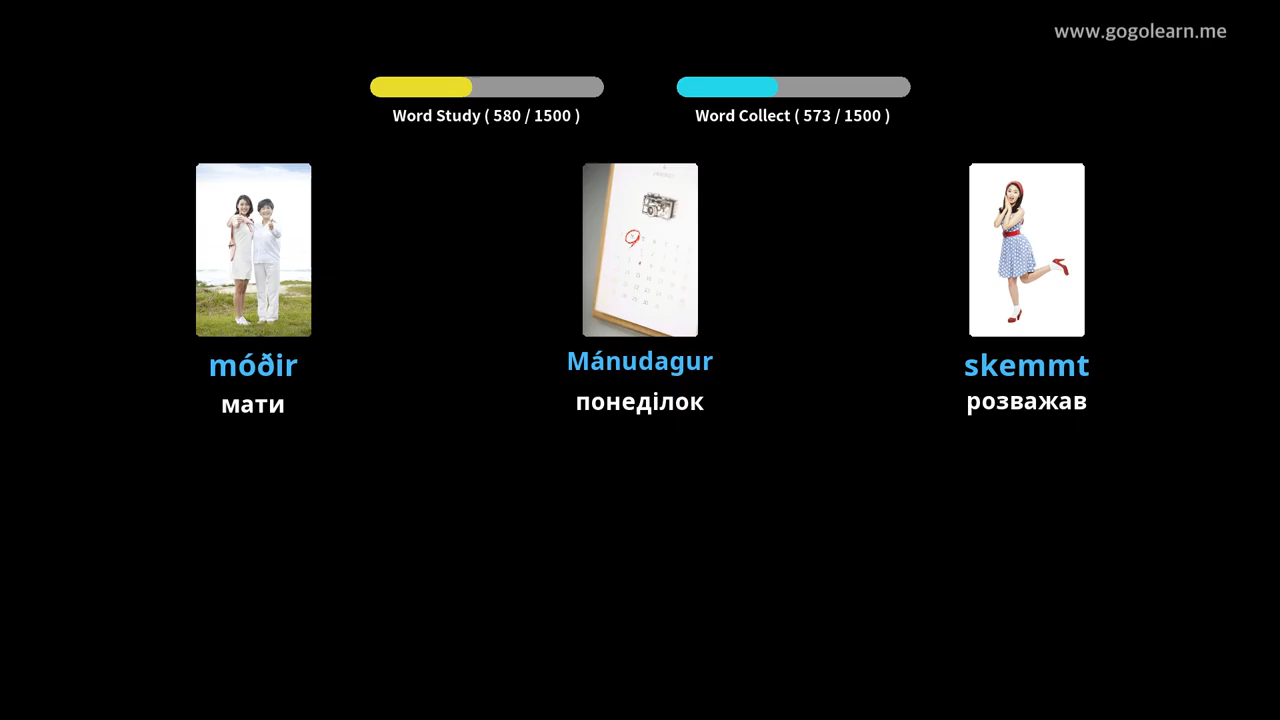 www.gogolearn.me
Word Study ( 580 / 1500 )
Word Collect ( 573 / 1500 )
móðir
Mánudagur
skemmt
мати
понеділок
розважав